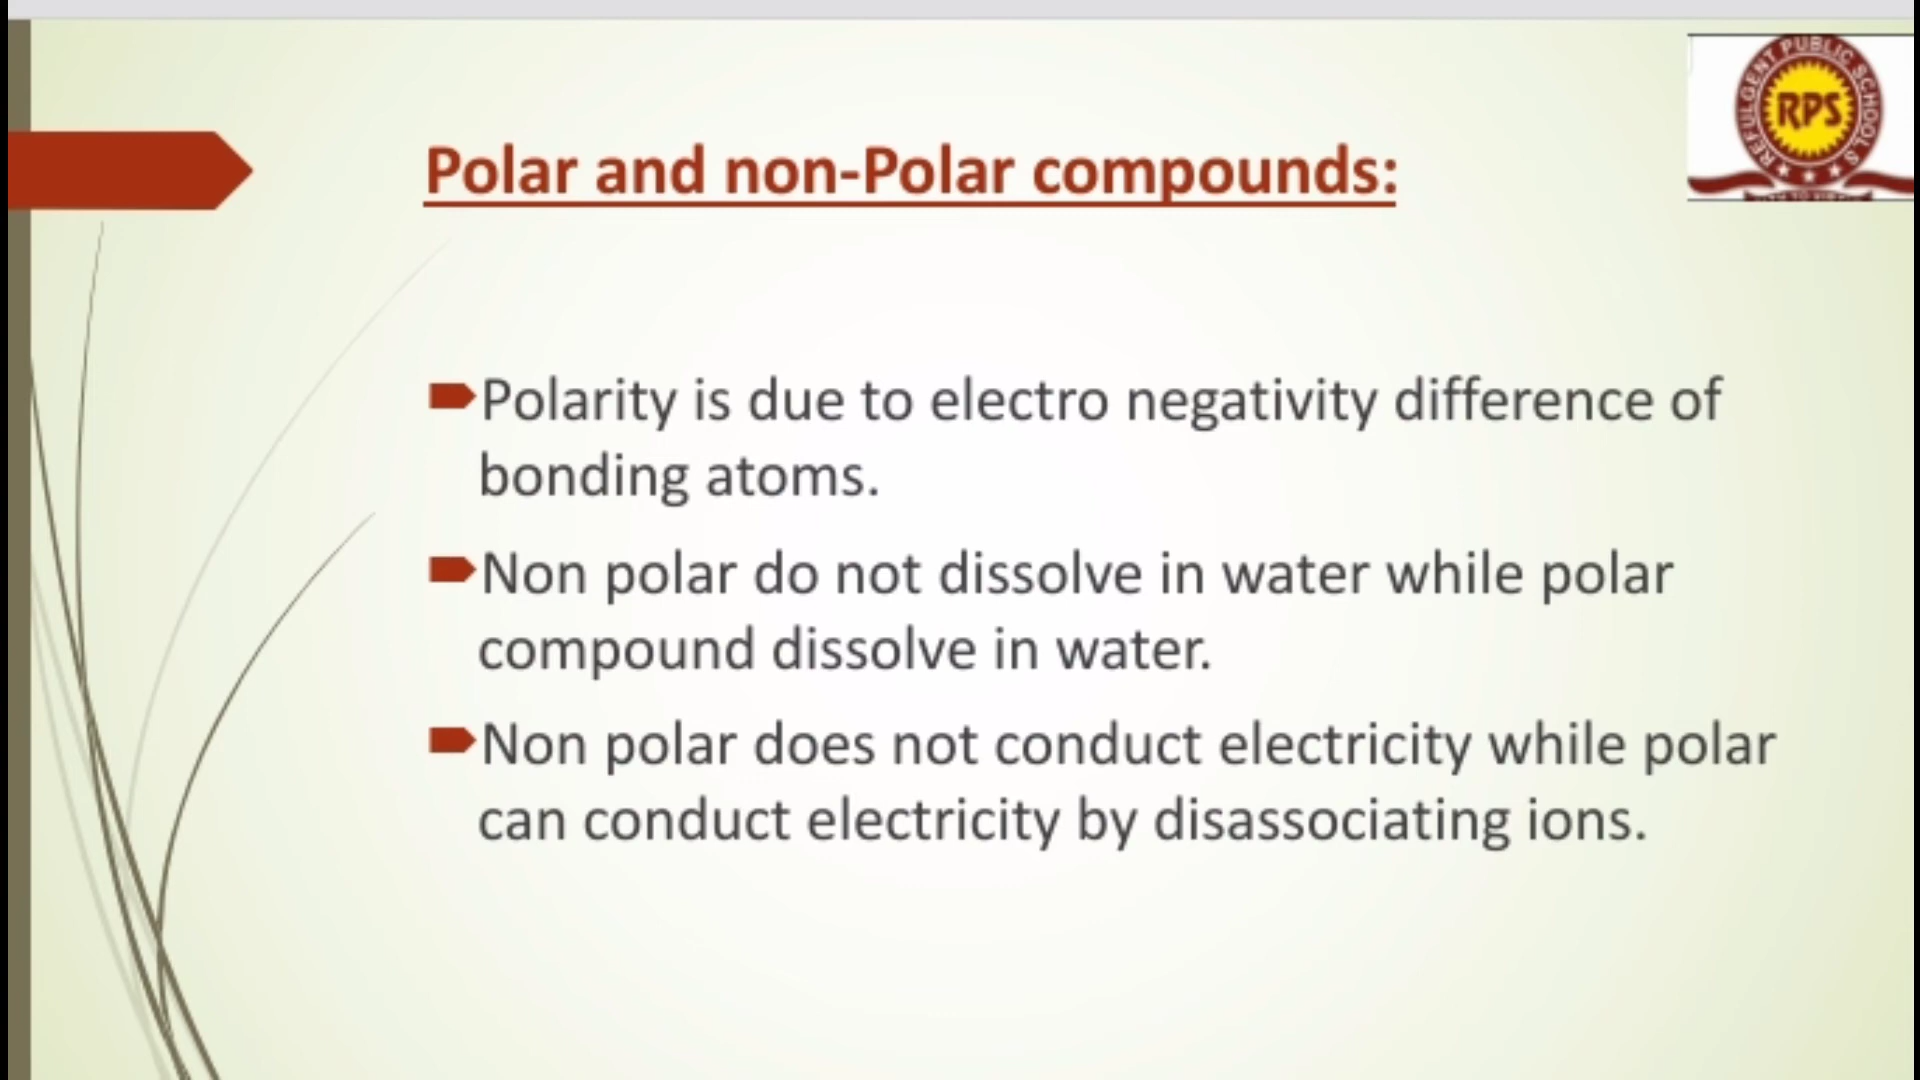 REFULGENT PUBLIC SCHOOLS
RPS
Polar and non-Polar compounds:
Polarity is due to electro negativity difference of
bonding atoms.
Non polar do not dissolve in water while polar
compound dissolve in water.
Non polar does not conduct electricity while polar
can conduct electricity by disassociating ions.